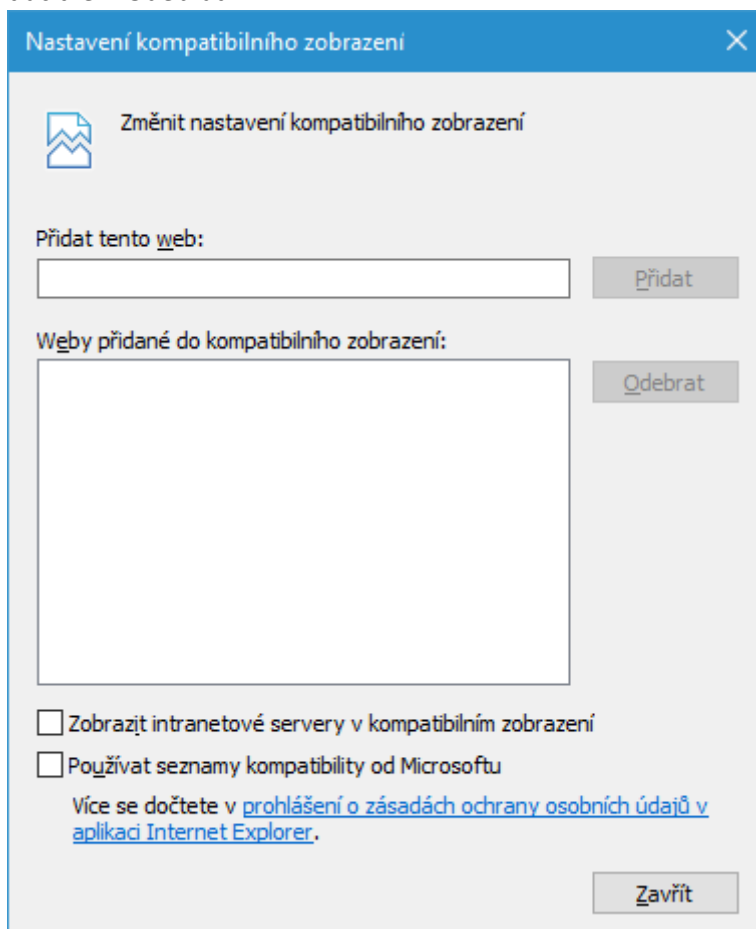 Nastavení kompatibilního zobrazení
Změnit nastavení kompatibilního zobrazení
Přidat tento web:
Přidat
Weby přidané do kompatibilního zobrazení:
Odebrat
Zobrazit intranetové servery v kompatibilním zobrazení
Používat seznamy kompatibility od Microsoftu
Více se dočtete v prohlášení o zásadách ochrany osobních údajů v
aplikaci Internet Explorer.
Zavřít